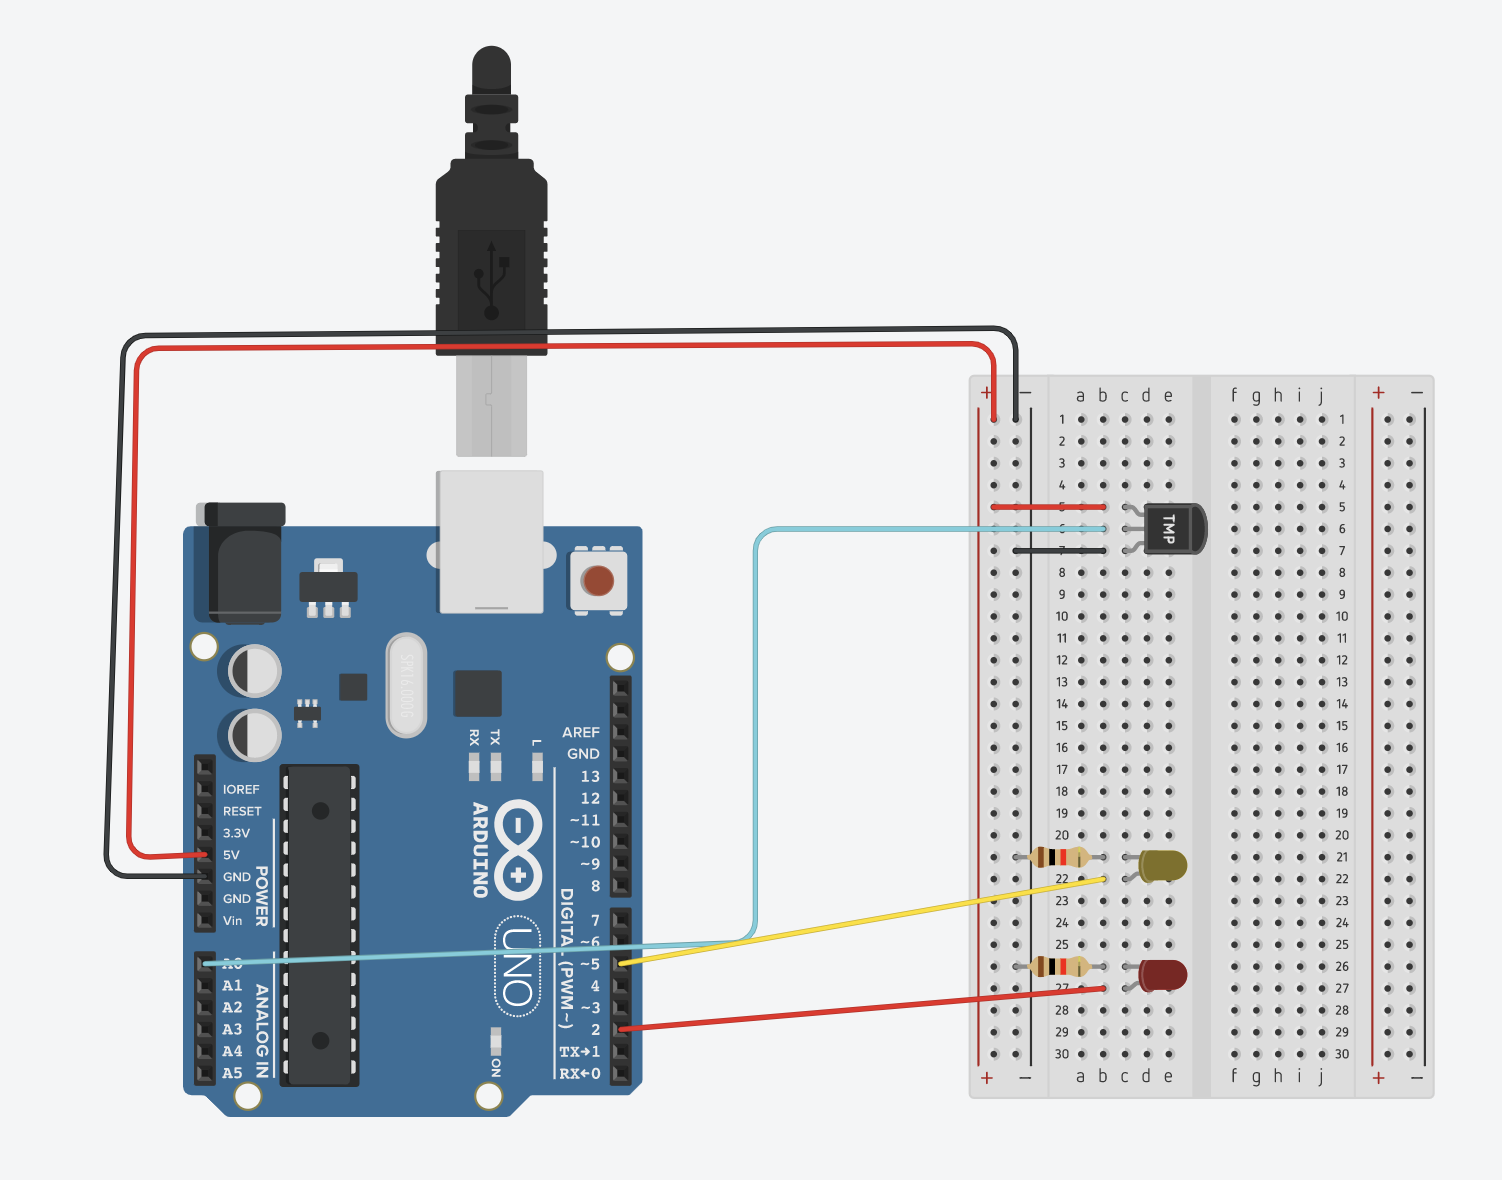 + − a b c d e f g h i j + −
1 1
2 2
3 3
4 4
5 5
TMP
6 6
7 7
8 8
9 9
10 10
11 11
12 12
13 13
14 14
15 15
16 16
17 17
18 18
19 19
20 20
21 21
22 22
23 23
24 24
25 25
26 26
27 27
28 28
29 29
30 30
+ − a b c d e f g h i j + −
SPK16.000G
RX TX L
AREF
GND
13
12
~11
~10
~9
8
7
~6
~5
4
~3
2
TX→1
RX←0
DIGITAL (PWM~)
ARDUINO
UNO
ON
IOREF
RESET
3.3V
5V
GND
GND
Vin
POWER
A0
A1
A2
A3
A4
A5
ANALOG IN